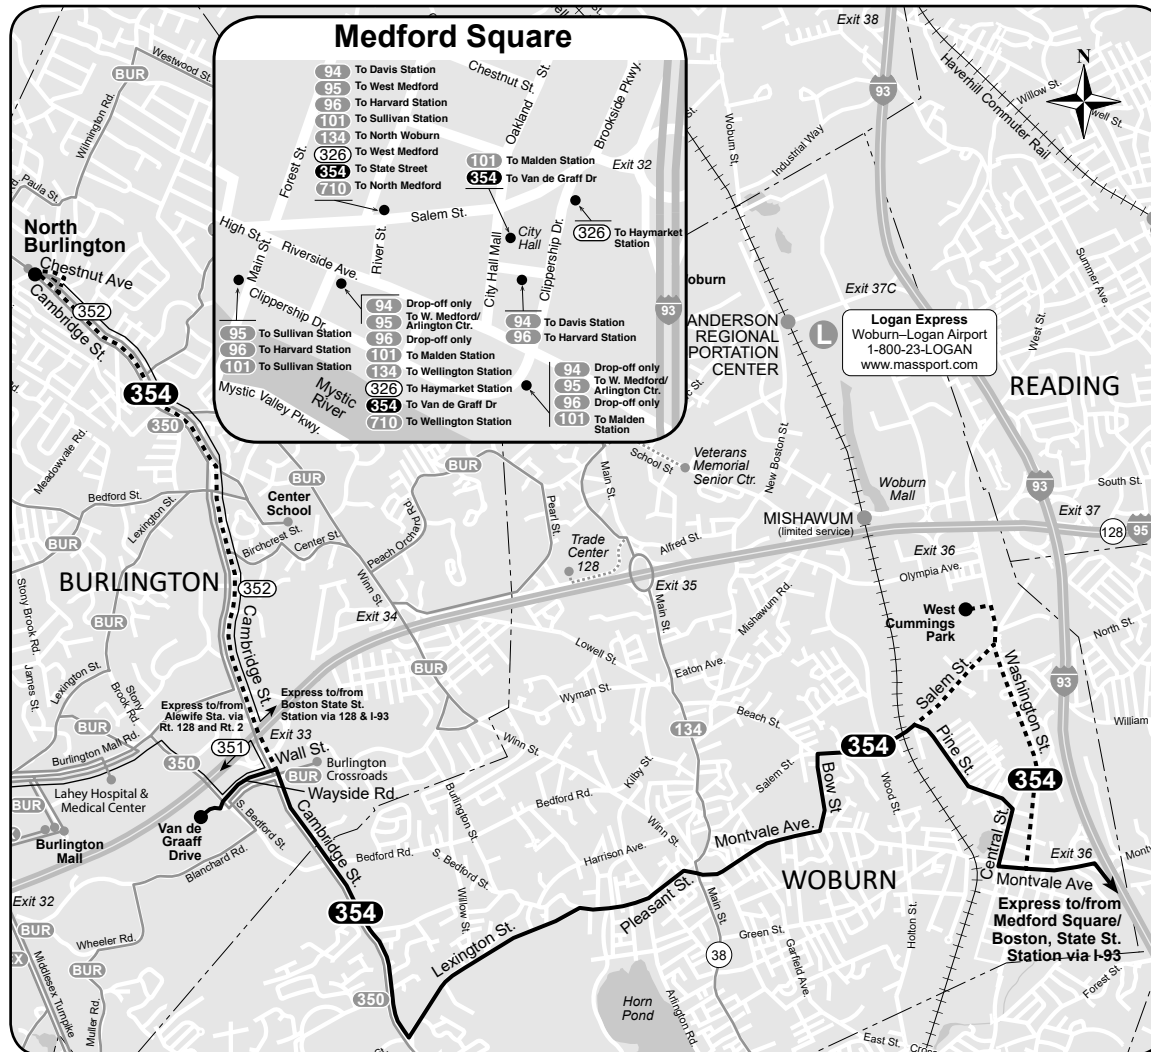 Medford Square
94 To Davis Station
95 To West Medford
96 To Harvard Station
101 To Sullivan Station
134 To North Woburn
326 To West Medford
354 To State Street
710 To North Medford
Chestnut St.
Oakland St.
Brookside Pkwy.
Exit 32
Forest St.
101 To Malden Station
354 To Van de Graff Dr
Salem St.
River St.
High St.
Main St.
Riverside Ave.
City
Hall
City Hall Mall
Clippership Dr.
326 To Haymarket
Station
Clippership Dr.
93
95 To Sullivan Station
96 To Harvard Station
101 To Sullivan Station
94 Drop-off only
95 To W. Medford/
Arlington Ctr.
96 Drop-off only
101 To Malden Station
134 To Wellington Station
326 To Haymarket Station
354 To Van de Graff Dr
710 To Wellington Station
94 To Davis Station
96 To Harvard Station
94 Drop-off only
95 To W. Medford/
Arlington Ctr.
96 Drop-off only
101 To Malden
Station
Mystic
River
Mystic Valley Pkwy.
Westwood St.
BUR
Wilmington Rd.
Paula St.
North
Burlington
Chestnut Ave
352
Cambridge St.
354
350
Meadowvale Rd.
Bedford St.
Lexington St.
BUR
Center
School
Birchcrest St.
Center St.
BUR
Peach Orchard Rd.
Pearl St.
Winn St.
BURLINGTON
352
Cambridge St.
Stony Brook Rd.
James St.
BUR
Lexington St.
Stony
Brook Rd.
Exit 34
BUR
Express to/from
Alewife Sta. via
Rt. 128 and Rt. 2
Express to/from
Boston State St.
Station via 128 & I-93
Exit 33
351
350
Burlington Mall Rd.
Wall St.
BUR
Burlington
Crossroads
Wayside Rd.
Lahey Hospital &
Medical Center
BUR
Burlington
Mall
Van de
Graaff
Drive
S. Bedford St.
Blanchard Rd.
Cambridge St.
Exit 32
BUR
Wheeler Rd.
BUR
Middlesex Turnpike
Muller Rd.
BUR
354
350
Bedford Rd.
S. Bedford St.
Burlington St.
Willow St.
Lexington St.
Winn St.
Bedford Rd.
Harrison Ave.
Kilby St.
Winn St.
Pleasant St.
Montvale Ave.
Main St.
38
Green St.
Garfield Ave.
Arlington Rd.
Horn
Pond
WOBURN
Exit 38
93
Haverhill Commuter Rail
Willow St.
N
Woburn St.
Industrial Way
oburn
Exit 37C
ANDERSON
REGIONAL
PORTATION
CENTER
L
Logan Express
Woburn–Logan Airport
1-800-23-LOGAN
www.massport.com
READING
Summer Ave.
West St.
School St
Veterans
Memorial
Senior Ctr.
Main St.
New Boston St.
Woburn
Mall
93
South St.
Exit 37
128
95
MISHAWUM
(limited service)
Alfred St.
Trade
Center
128
Exit 35
Exit 36
Olympia Ave.
Main St.
Mishawum Rd.
West
Cummings
Park
North St.
Lowell St.
Eaton Ave.
Wyman St.
134
Beach St.
Salem St.
Salem St.
Washington St.
93
William
354
Bow St
Wood St.
Pine St.
354
Central St.
Exit 36
Montvale Ave
Express to/from
Medford Square/
Boston, State St.
Station via I-93
Holton St.
Forest St.
East St.